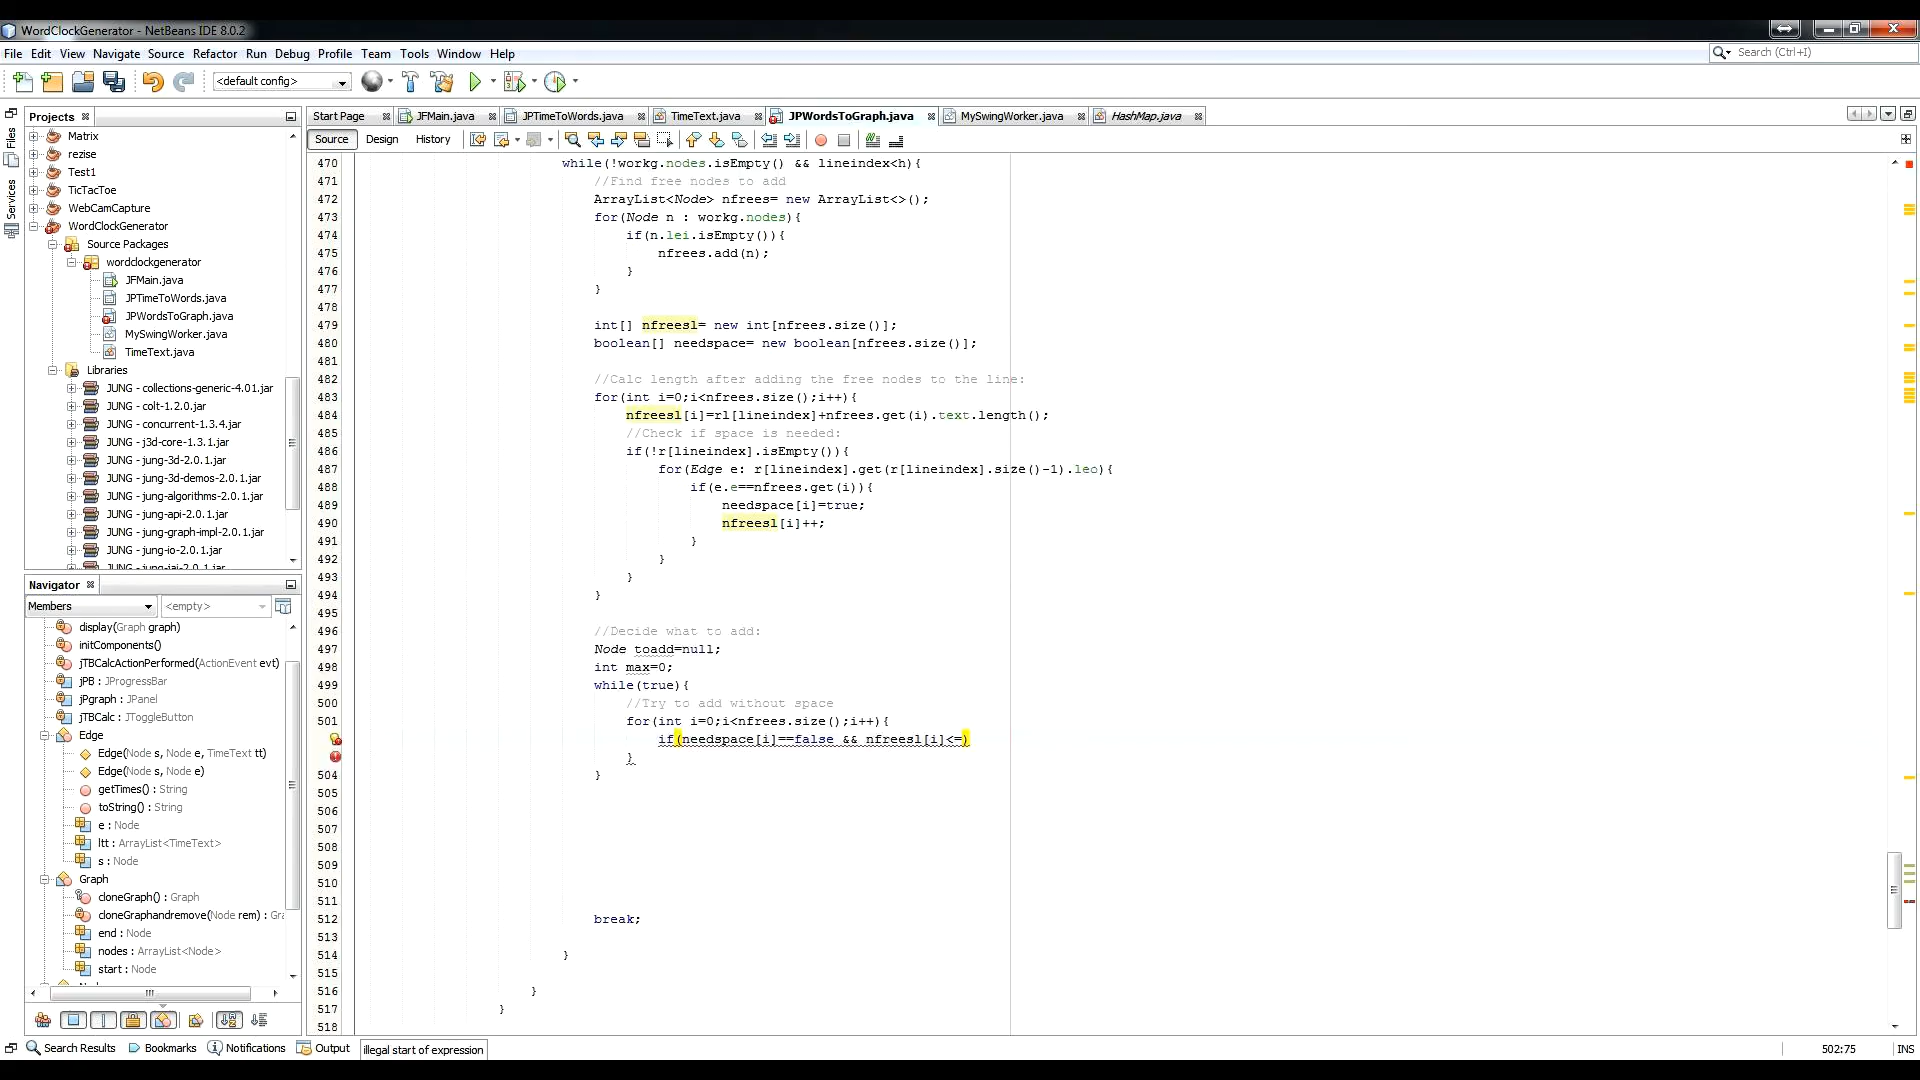 WordClockGenerator - NetBeans IDE 8.0.2
File Edit View Navigate Source Refactor Run Debug Profile Team Tools Window Help
Search (Ctrl+I)
<default config>
Projects
Files
Services
Matrix
rezise
Test1
TicTacToe
WebCamCapture
WordClockGenerator
Source Packages
wordclockgenerator
JFMain.java
JPTimeToWords.java
JPWordsToGraph.java
MySwingWorker.java
TimeText.java
Libraries
JUNG - collections-generic-4.01.jar
JUNG - colt-1.2.0.jar
JUNG - concurrent-1.3.4.jar
JUNG - j3d-core-1.3.1.jar
JUNG - jung-3d-2.0.1.jar
JUNG - jung-3d-demos-2.0.1.jar
JUNG - jung-algorithms-2.0.1.jar
JUNG - jung-api-2.0.1.jar
JUNG - jung-graph-impl-2.0.1.jar
JUNG - jung-io-2.0.1.jar
JUNG - jung-jai-2.0.1.jar
Navigator
Members <empty>
display(Graph graph)
initComponents()
jTBCalcActionPerformed(ActionEvent evt)
jPB : JProgressBar
jPgraph : JPanel
jTBCalc : JToggleButton
Edge
Edge(Node s, Node e, TimeText tt)
Edge(Node s, Node e)
getTimes() : String
toString() : String
e : Node
ltt : ArrayList<TimeText>
s : Node
Graph
cloneGraph() : Graph
cloneGraphandremove(Node rem) : Gra
end : Node
nodes : ArrayList<Node>
start : Node
Start Page JFMain.java JPTimeToWords.java TimeText.java JPWordsToGraph.java MySwingWorker.java HashMap.java
Source Design History
470 while(!workg.nodes.isEmpty() && lineindex<h){
471 //Find free nodes to add
472 ArrayList<Node> nfrees= new ArrayList<>();
473 for(Node n : workg.nodes){
474 if(n.lei.isEmpty()){
475 nfrees.add(n);
476 }
477 }
478
479 int[] nfreesl= new int[nfrees.size()];
480 boolean[] needspace= new boolean[nfrees.size()];
481
482 //Calc length after adding the free nodes to the line:
483 for(int i=0;i<nfrees.size();i++){
484 nfreesl[i]=rl[lineindex]+nfrees.get(i).text.length();
485 //Check if space is needed:
486 if(!r[lineindex].isEmpty()){
487 for(Edge e: r[lineindex].get(r[lineindex].size()-1).leo){
488 if(e.e==nfrees.get(i)){
489 needspace[i]=true;
490 nfreesl[i]++;
491 }
492 }
493 }
494 }
495
496 //Decide what to add:
497 Node toadd=null;
498 int max=0;
499 while(true){
500 //Try to add without space
501 for(int i=0;i<nfrees.size();i++){
if(needspace[i]==false && nfreesl[i]<=)
}
504 }
505
506
507
508
509
510
511
512 break;
513
514 }
515
516 }
517 }
518
Search Results Bookmarks Notifications Output illegal start of expression 502:75 INS